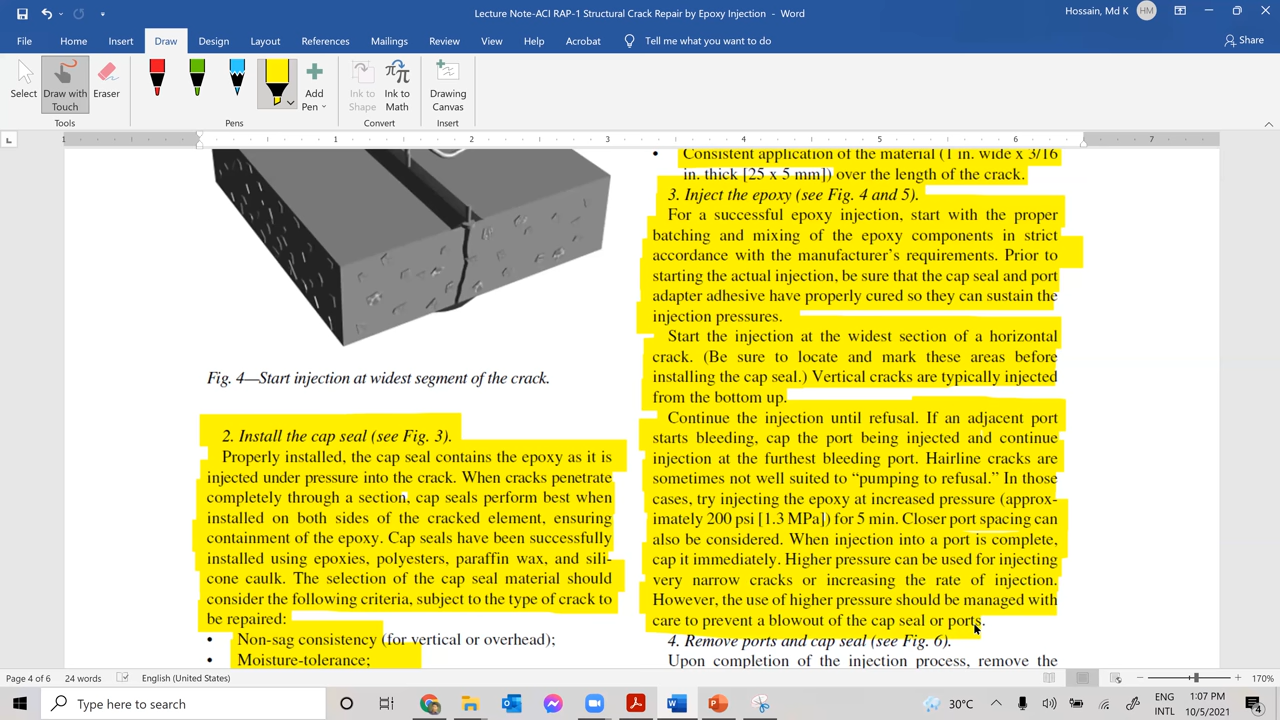 Lecture Note-ACI RAP-1 Structural Crack Repair by Epoxy Injection - Word
Hossain, Md K
HM
File
Home
Insert
Draw
Design
Layout
References
Mailings
Review
View
Help
Acrobat
Tell me what you want to do
Share
Select
Draw with
Touch
Eraser
Add
Pen
Ink to
Shape
Ink to
Math
Drawing
Canvas
Tools
Pens
Convert
Insert
1 1 2 3 4 5 6 7
Fig. 4—Start injection at widest segment of the crack.
2. Install the cap seal (see Fig. 3).
Properly installed, the cap seal contains the epoxy as it is
injected under pressure into the crack. When cracks penetrate
completely through a section, cap seals perform best when
installed on both sides of the cracked element, ensuring
containment of the epoxy. Cap seals have been successfully
installed using epoxies, polyesters, paraffin wax, and sili-
cone caulk. The selection of the cap seal material should
consider the following criteria, subject to the type of crack to
be repaired:
• Non-sag consistency (for vertical or overhead);
• Moisture-tolerance;
• Consistent application of the material (1 in. wide x 3/16
in. thick [25 x 5 mm]) over the length of the crack.
3. Inject the epoxy (see Fig. 4 and 5).
For a successful epoxy injection, start with the proper
batching and mixing of the epoxy components in strict
accordance with the manufacturer's requirements. Prior to
starting the actual injection, be sure that the cap seal and port
adapter adhesive have properly cured so they can sustain the
injection pressures.
Start the injection at the widest section of a horizontal
crack. (Be sure to locate and mark these areas before
installing the cap seal.) Vertical cracks are typically injected
from the bottom up.
Continue the injection until refusal. If an adjacent port
starts bleeding, cap the port being injected and continue
injection at the furthest bleeding port. Hairline cracks are
sometimes not well suited to “pumping to refusal.” In those
cases, try injecting the epoxy at increased pressure (approx-
imately 200 psi [1.3 MPa]) for 5 min. Closer port spacing can
also be considered. When injection into a port is complete,
cap it immediately. Higher pressure can be used for injecting
very narrow cracks or increasing the rate of injection.
However, the use of higher pressure should be managed with
care to prevent a blowout of the cap seal or ports.
4. Remove ports and cap seal (see Fig. 6).
Upon completion of the injection process, remove the
Page 4 of 6
24 words
English (United States)
170%
Type here to search
30°C
ENG
INTL
1:07 PM
10/5/2021
4